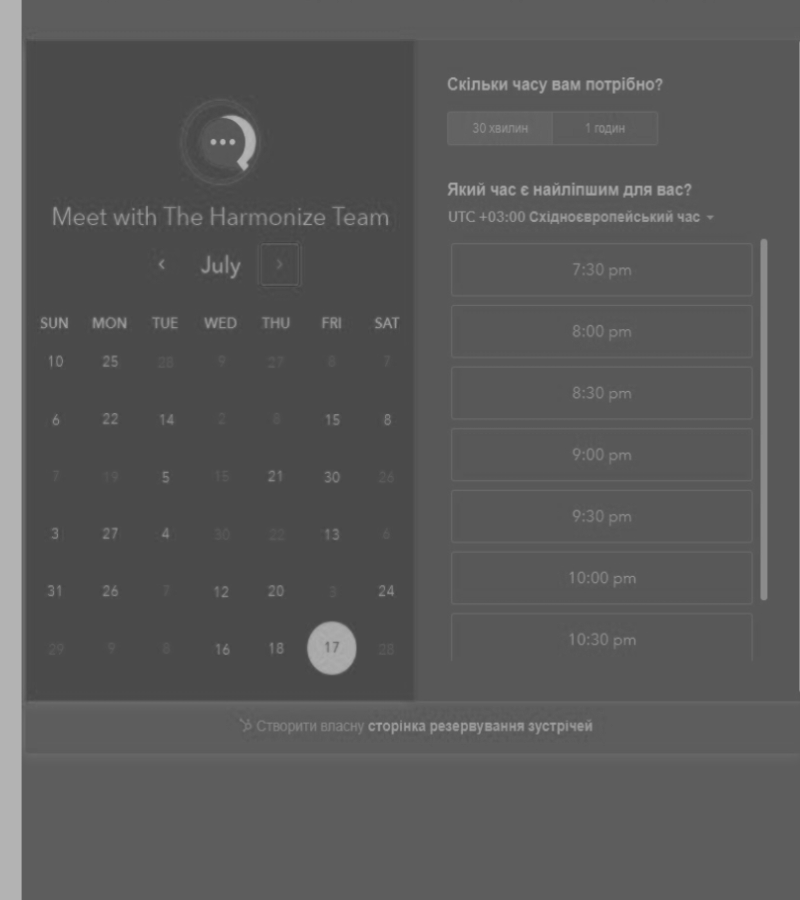 Meet with The Harmonize Team
July
SUN MON TUE WED THU FRI SAT
10 25 28 9 27 6 7
6 22 14 2 8 15 8
7 19 5 15 21 30 26
3 27 4 30 22 13 6
31 26 7 12 20 3 24
29 9 8 16 18 17 28
Скільки часу вам потрібно?
30 хвилин 1 годин
Який час є найліпшим для вас?
UTC +03:00 Східноєвропейський час
7:30 pm
8:00 pm
8:30 pm
9:00 pm
9:30 pm
10:00 pm
10:30 pm
Створити власну сторінка резервування зустрічей